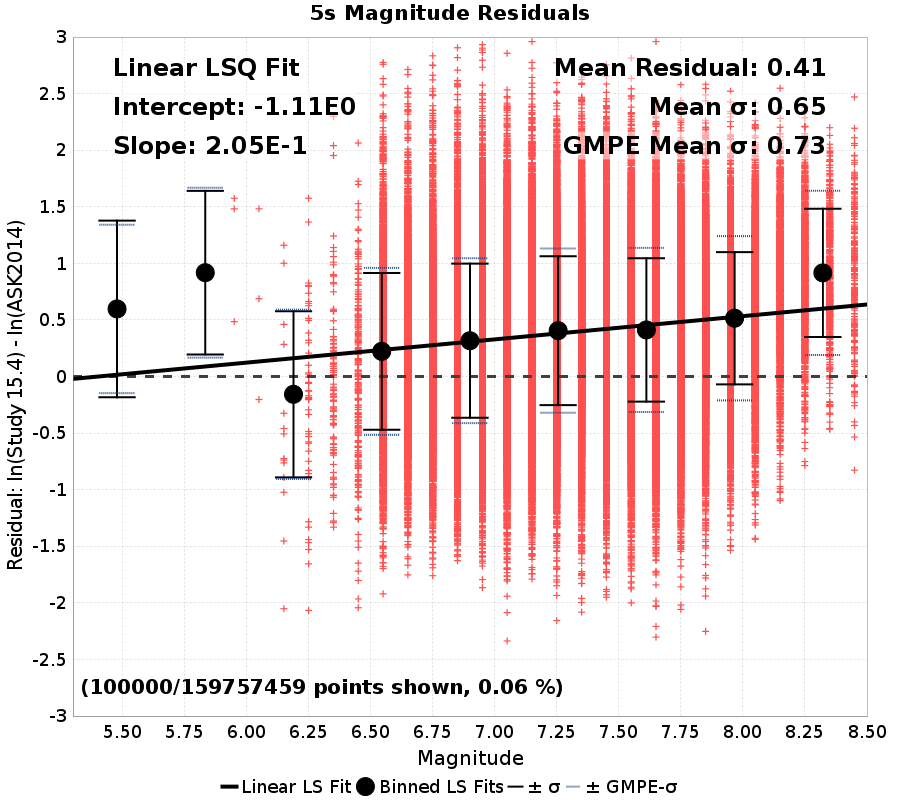 5s Magnitude Residuals
Linear LSQ Fit
Intercept: -1.11E0
Slope: 2.05E-1
Mean Residual: 0.41
Mean σ: 0.65
GMPE Mean σ: 0.73
Residual: ln(Study 15.4) - ln(ASK2014)
3
2.5
2
1.5
1
0.5
0
-0.5
-1
-1.5
-2
-2.5
-3
(100000/159757459 points shown, 0.06 %)
5.50 5.75 6.00 6.25 6.50 6.75 7.00 7.25 7.50 7.75 8.00 8.25 8.50
Magnitude
Linear LS Fit Binned LS Fits ± σ ± GMPE-σ